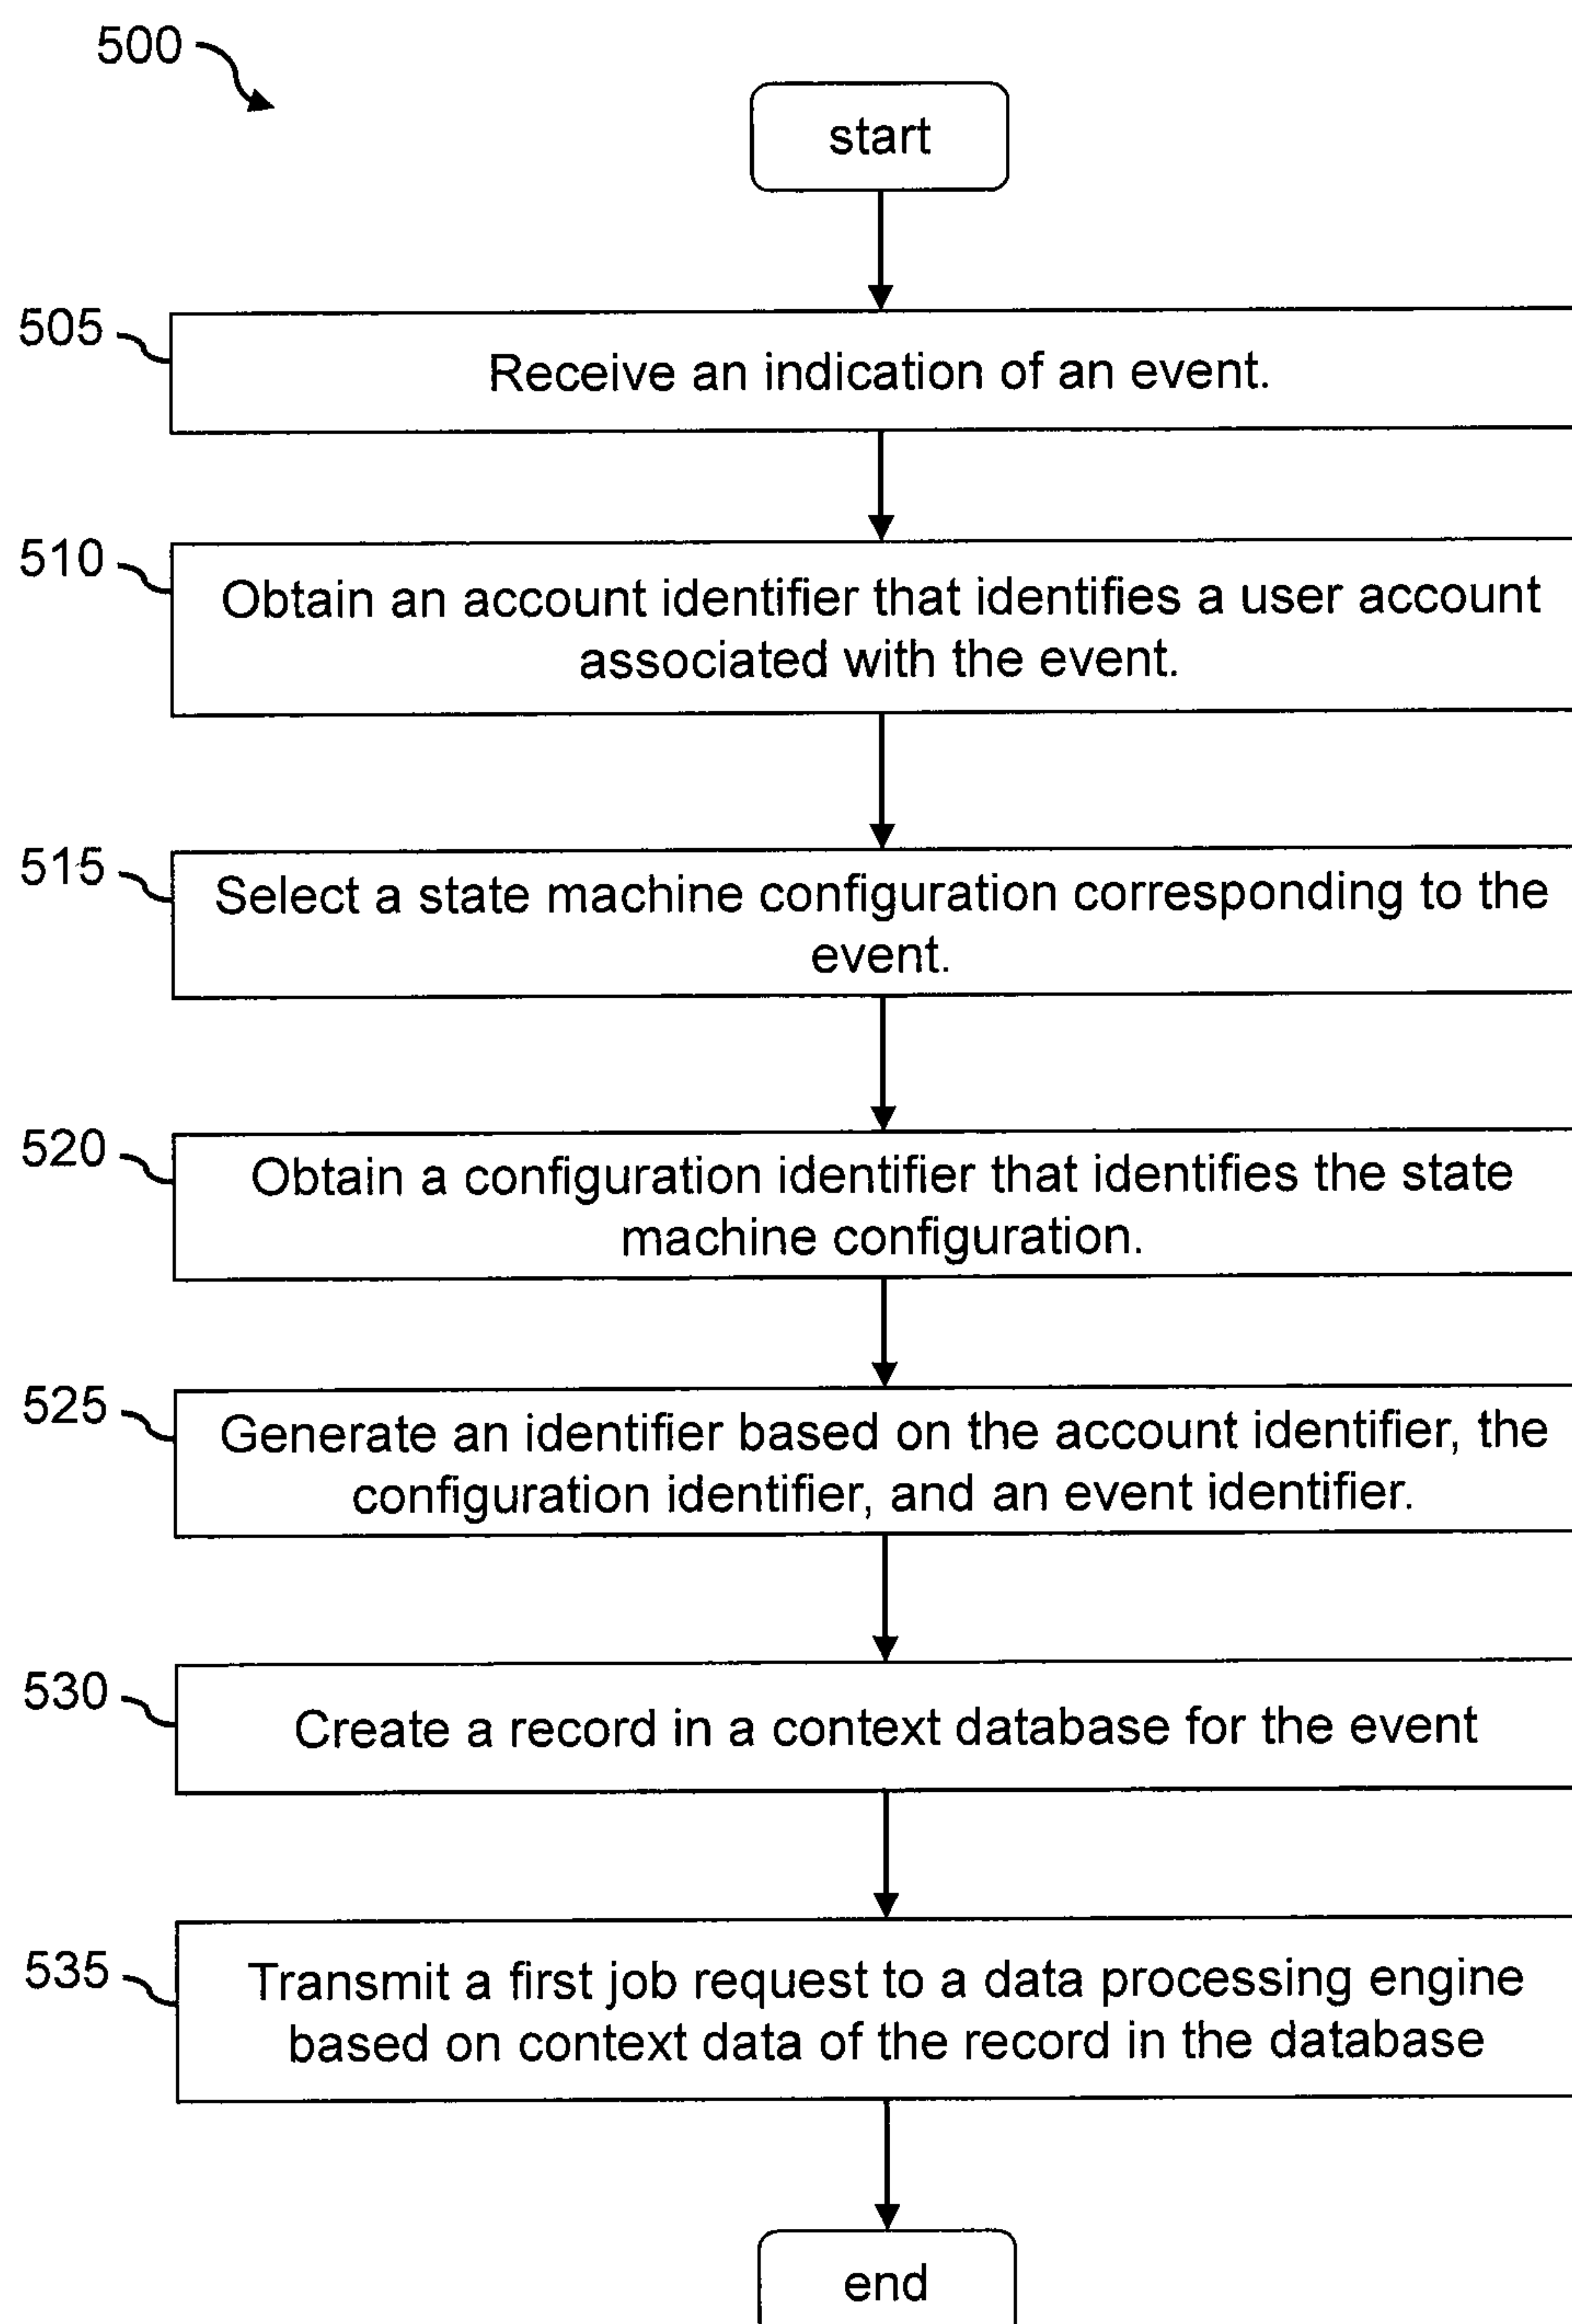 500
start
505
Receive an indication of an event.
510
Obtain an account identifier that identifies a user account
associated with the event.
515
Select a state machine configuration corresponding to the
event.
520
Obtain a configuration identifier that identifies the state
machine configuration.
525
Generate an identifier based on the account identifier, the
configuration identifier, and an event identifier.
530
Create a record in a context database for the event
535
Transmit a first job request to a data processing engine
based on context data of the record in the database
end